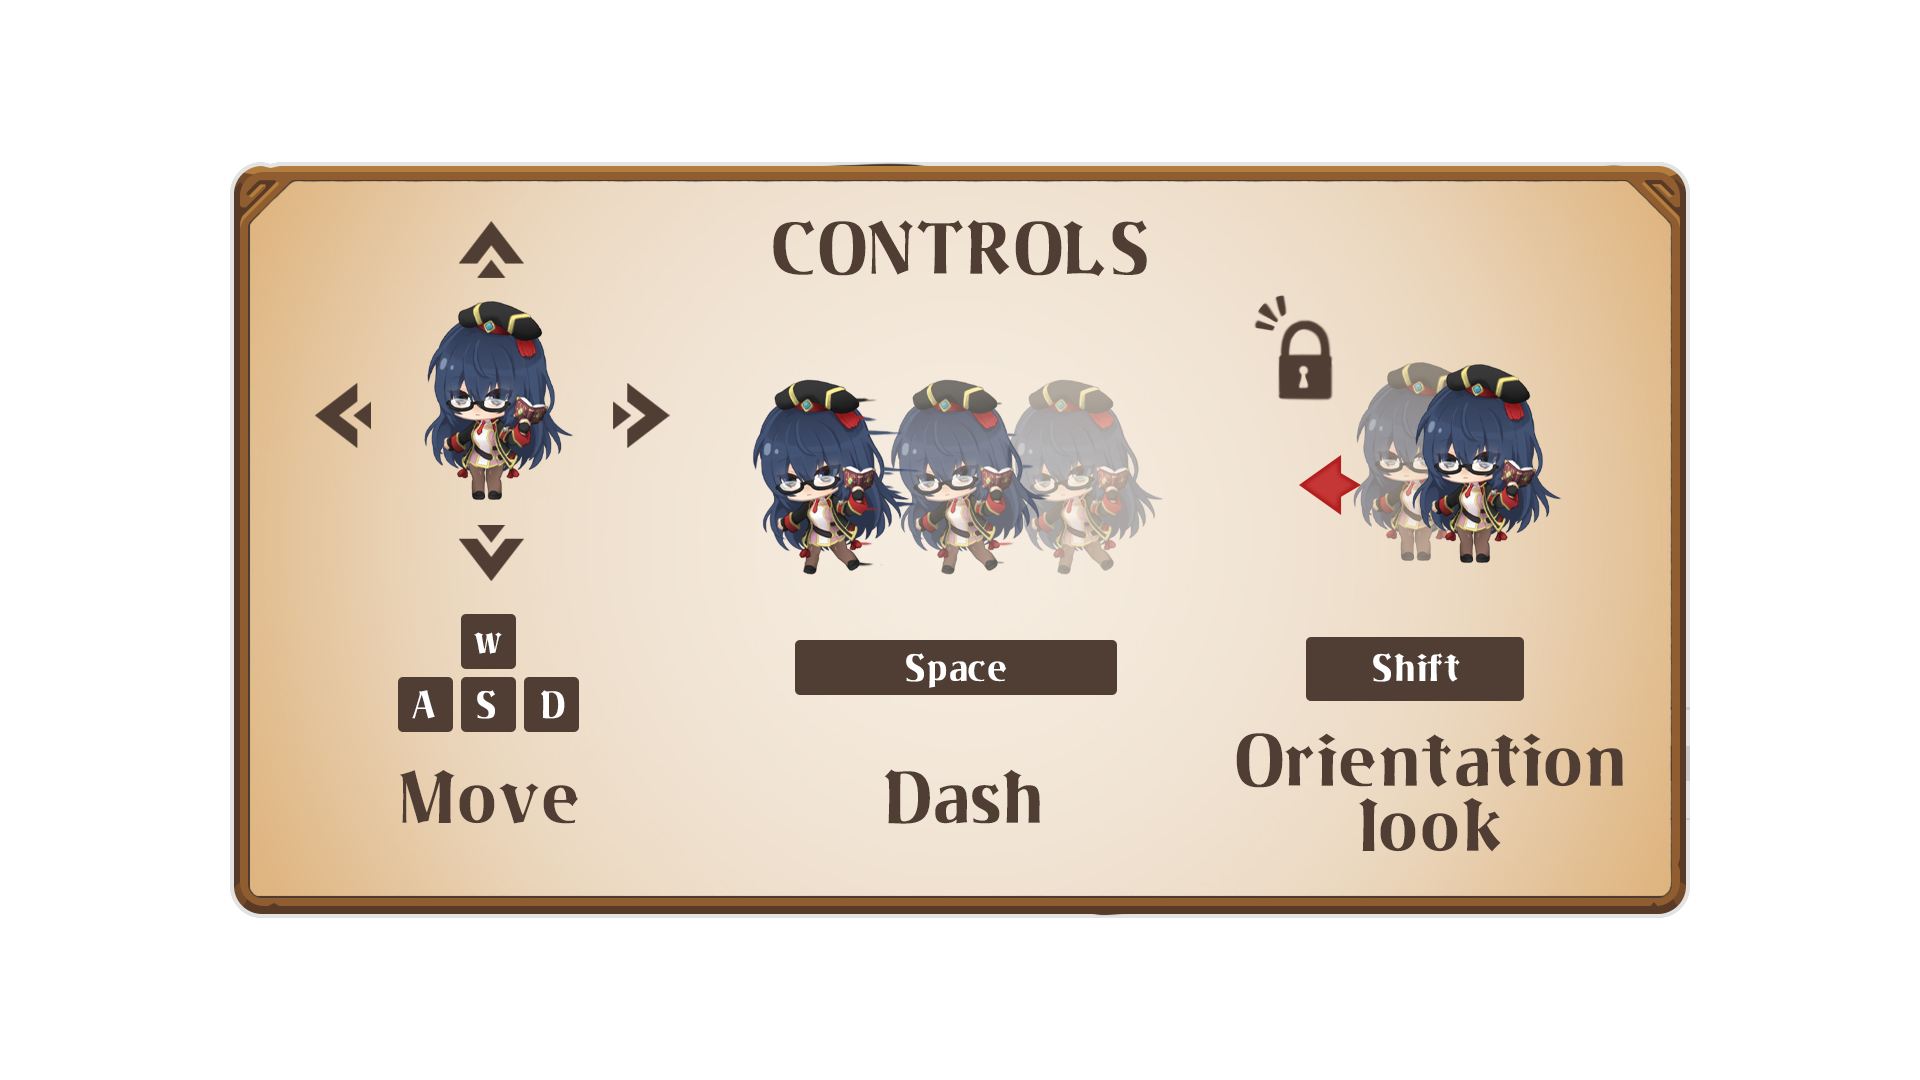 CONTROLS
W
A S D
Move
Space
Dash
Shift
Orientation
look